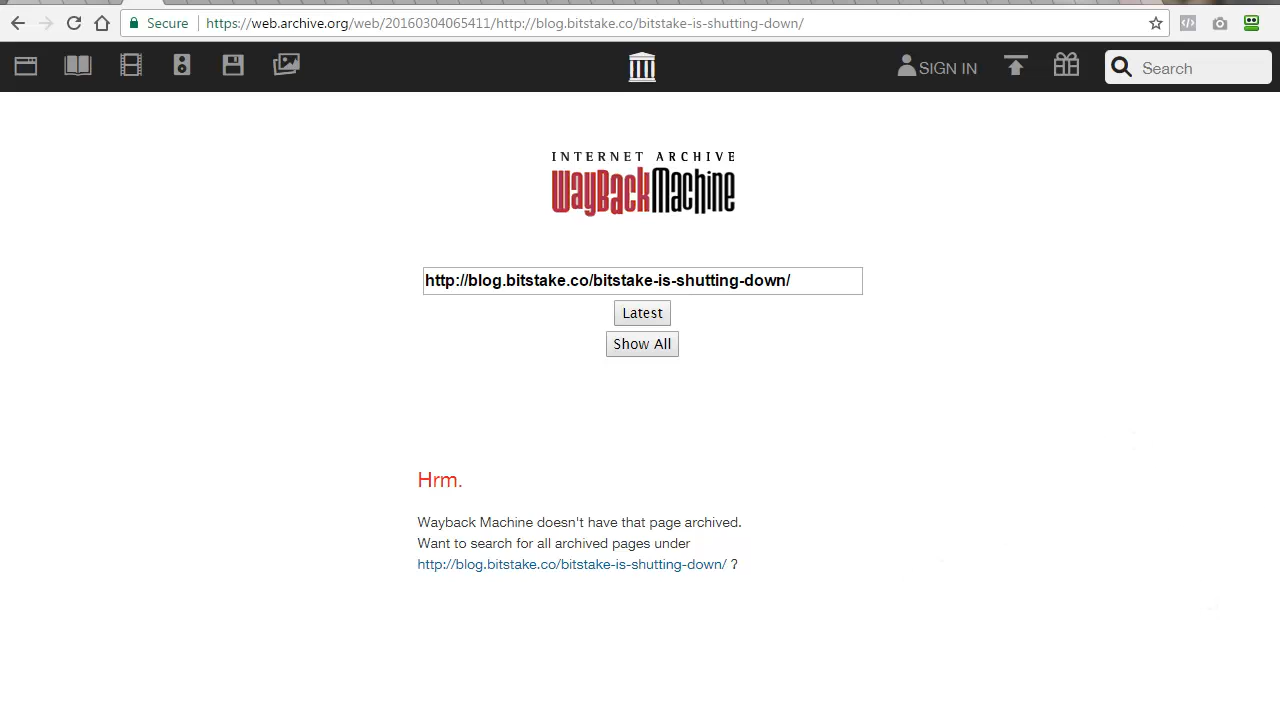 Secure
https://web.archive.org/web/20160304065411/http://blog.bitstake.co/bitstake-is-shutting-down/
SIGN IN
Search
INTERNET ARCHIVE
WayBackMachine
http://blog.bitstake.co/bitstake-is-shutting-down/
Latest
Show All
Hrm.
Wayback Machine doesn't have that page archived.
Want to search for all archived pages under
http://blog.bitstake.co/bitstake-is-shutting-down/ ?